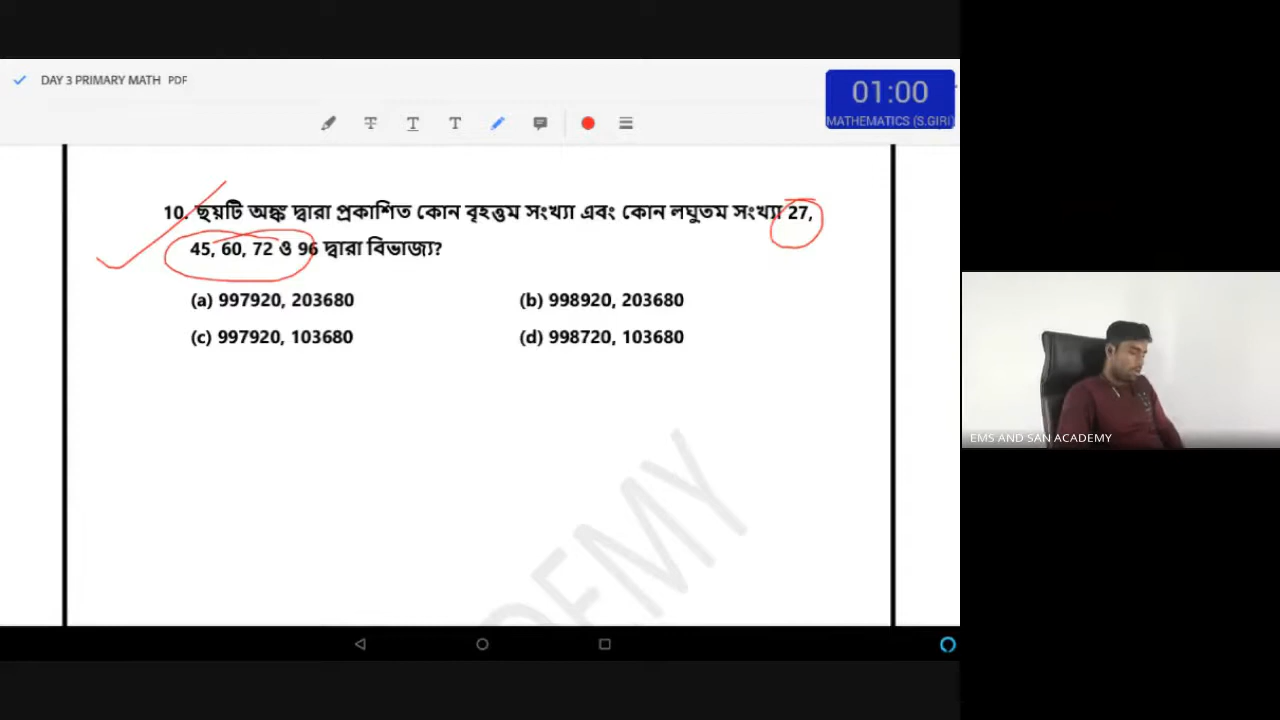 DAY 3 PRIMARY MATH PDF
01:00
MATHEMATICS (S.GIRI)
T T T
10. ছয়টি অঙ্ক দ্বারা প্রকাশিত কোন বৃহত্তম সংখ্যা এবং কোন লঘুতম সংখ্যা 27,
45, 60, 72 ও 96 দ্বারা বিভাজ্য?
(a) 997920, 203680 (b) 998920, 203680
(c) 997920, 103680 (d) 998720, 103680
DEMY
EMS AND SAN ACADEMY